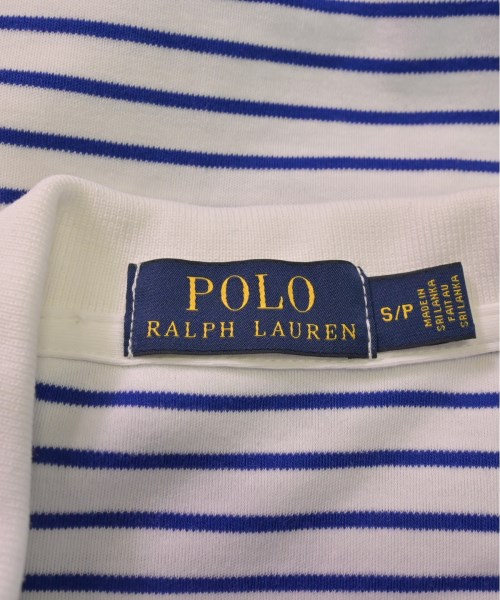 POLO
RALPH LAUREN
S/P
MADE IN
SRI LANKA
FAIT AU
SRI LANKA